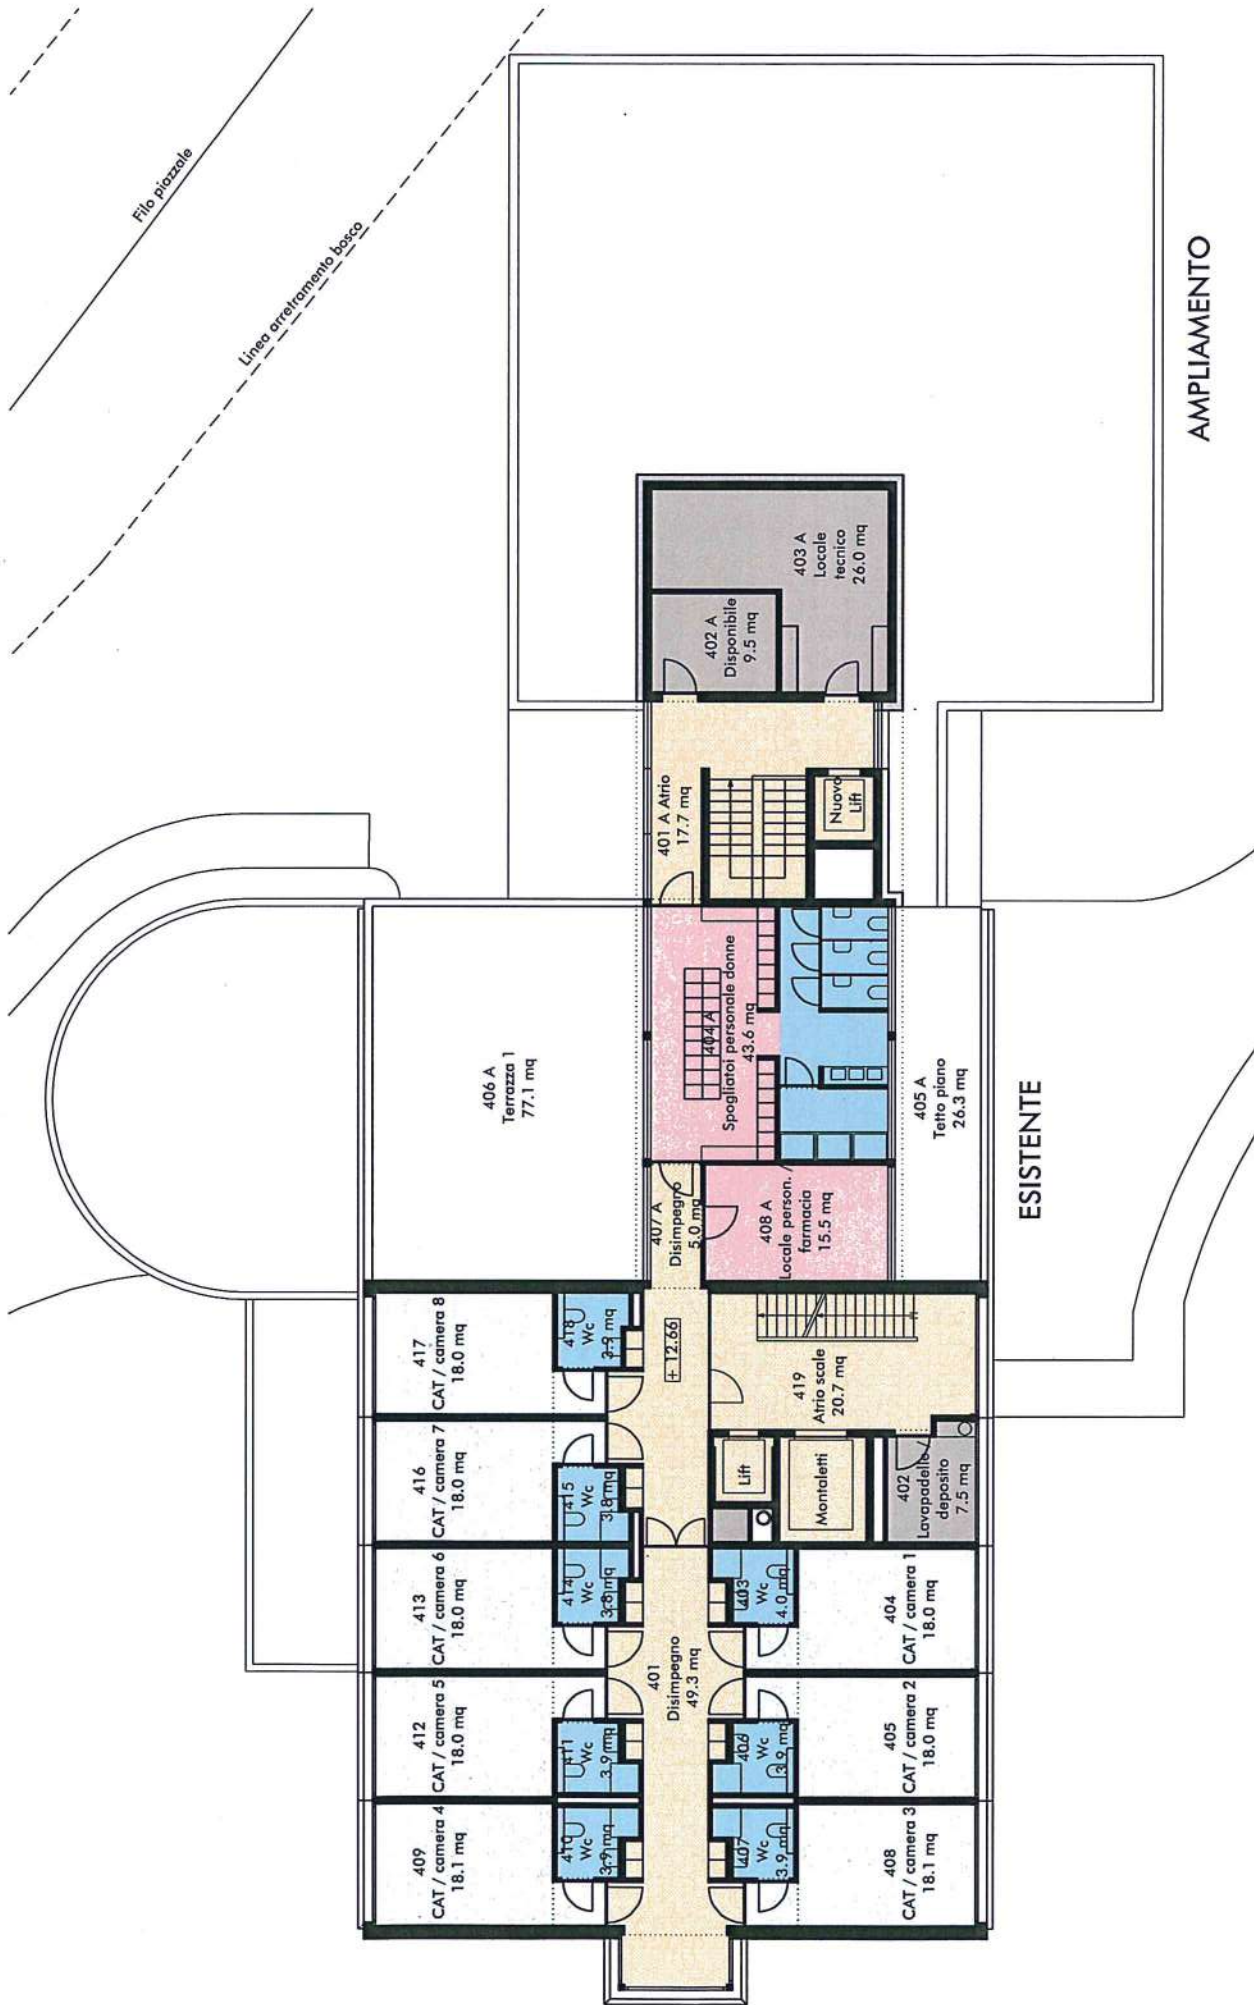 Filo piazzale
Linea arretramento bosco
AMPLIAMENTO
ESISTENTE
403 A
Locale
tecnico
26.0 mq
402 A
Disponibile
9.5 mq
401 A Atrio
17.7 mq
Nuovo
Lift
406 A
Terrazza 1
77.1 mq
404 A
Spogliatoi personale donne
43.6 mq
405 A
Tetto piano
26.3 mq
407 A
Disimpegno
5.0 mq
408 A
Locale person.
farmacia
15.5 mq
417
CAT / camera 8
18.0 mq
418
Wc
3.9 mq
+ 12.66
419
Atrio scale
20.7 mq
416
CAT / camera 7
18.0 mq
415
Wc
3.8 mq
Lift
Montaletti
402
Lavapadelle /
deposito
7.5 mq
413
CAT / camera 6
18.0 mq
414
Wc
3.8 mq
403
Wc
4.0 mq
404
CAT / camera 1
18.0 mq
401
Disimpegno
49.3 mq
412
CAT / camera 5
18.0 mq
411
Wc
3.9 mq
406
Wc
3.9 mq
405
CAT / camera 2
18.0 mq
409
CAT / camera 4
18.1 mq
410
Wc
3.9 mq
407
Wc
3.9 mq
408
CAT / camera 3
18.1 mq